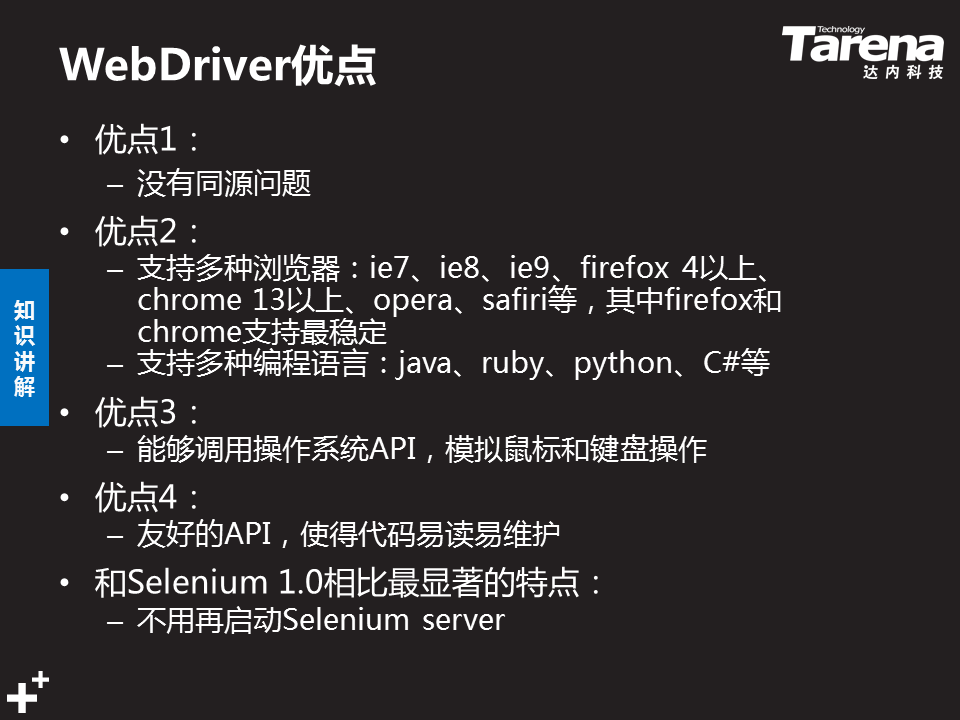 WebDriver优点
Technology
Tarena
达内科技
• 优点1：
– 没有同源问题
• 优点2：
– 支持多种浏览器：ie7、ie8、ie9、firefox 4以上、
chrome 13以上、opera、safiri等，其中firefox和
chrome支持最稳定
– 支持多种编程语言：java、ruby、python、C#等
• 优点3：
– 能够调用操作系统API，模拟鼠标和键盘操作
• 优点4：
– 友好的API，使得代码易读易维护
• 和Selenium 1.0相比最显著的特点：
– 不用再启动Selenium server
知
识
讲
解